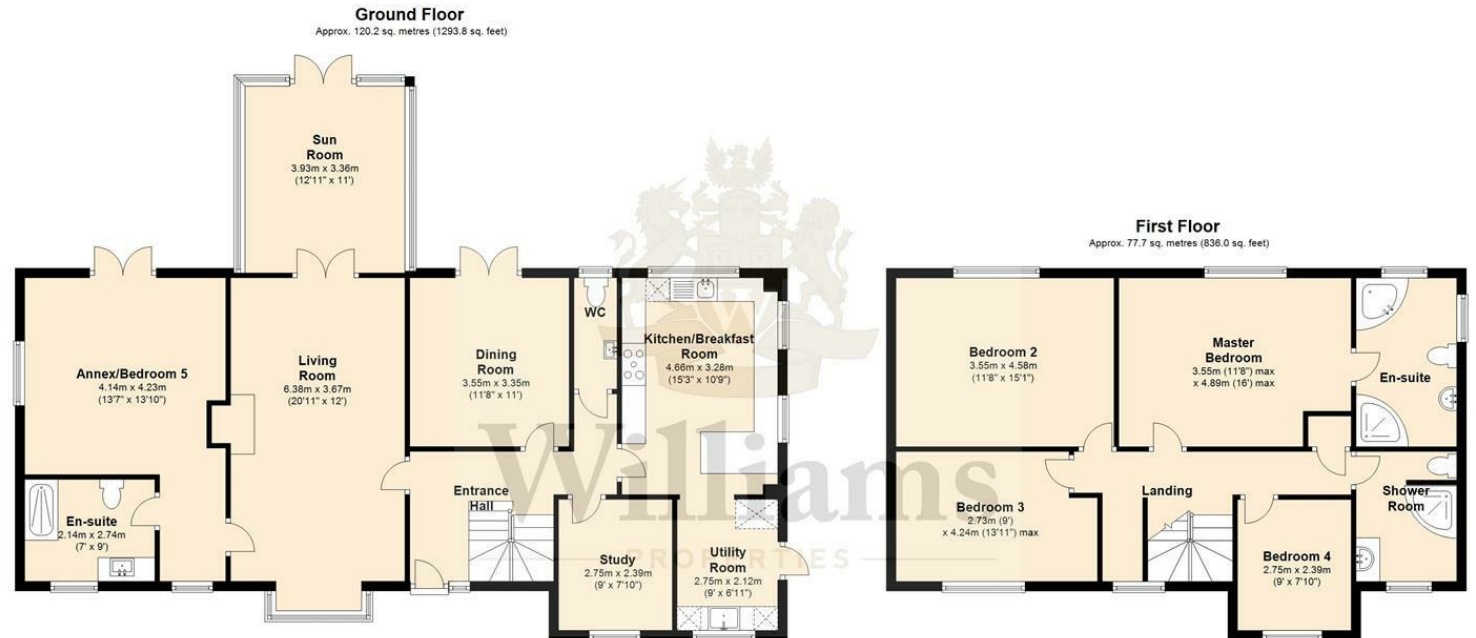 Ground Floor
Approx. 120.2 sq. metres (1293.8 sq. feet)
Sun
Room
3.93m x 3.36m
(12'11" x 11')
Annex/Bedroom 5
4.14m x 4.23m
(13'7" x 13'10")
Living
Room
6.38m x 3.67m
(20'11" x 12')
Dining
Room
3.55m x 3.35m
(11'8" x 11')
WC
Kitchen/Breakfast
Room
4.66m x 3.28m
(15'3" x 10'9")
En-suite
2.14m x 2.74m
(7' x 9')
Entrance
Hall
Study
2.75m x 2.39m
(9' x 7'10")
Utility
Room
2.75m x 2.12m
(9' x 6'11")
First Floor
Approx. 77.7 sq. metres (836.0 sq. feet)
Bedroom 2
3.55m x 4.58m
(11'8" x 15'1")
Master
Bedroom
3.55m (11'8") max
x 4.89m (16') max
En-suite
Bedroom 3
2.73m (9')
x 4.24m (13'11") max
Landing
Shower
Room
Bedroom 4
2.75m x 2.39m
(9' x 7'10")
W
Williams
PROPERTIES